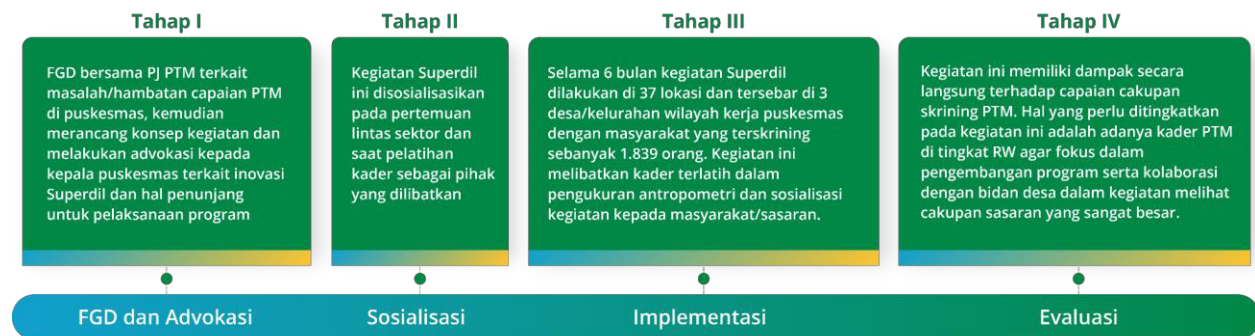 Tahap I
FGD bersama PJ PTM terkait
masalah/hambatan capaian PTM
di puskesmas, kemudian
merancang konsep kegiatan dan
melakukan advokasi kepada
kepala puskesmas terkait inovasi
Superdil dan hal penunjang
untuk pelaksanaan program
Tahap II
Kegiatan Superdil
ini disosialisasikan
pada pertemuan
lintas sektor dan
saat pelatihan
kader sebagai pihak
yang dilibatkan
Tahap III
Selama 6 bulan kegiatan Superdil
dilakukan di 37 lokasi dan tersebar di 3
desa/kelurahan wilayah kerja puskesmas
dengan masyarakat yang terskrining
sebanyak 1.839 orang. Kegiatan ini
melibatkan kader terlatih dalam
pengukuran antropometri dan sosialisasi
kegiatan kepada masyarakat/sasaran.
Tahap IV
Kegiatan ini memiliki dampak secara
langsung terhadap capaian cakupan
skrining PTM. Hal yang perlu ditingkatkan
pada kegiatan ini adalah adanya kader PTM
di tingkat RW agar fokus dalam
pengembangan program serta kolaborasi
dengan bidan desa dalam kegiatan melihat
cakupan sasaran yang sangat besar.
FGD dan Advokasi
Sosialisasi
Implementasi
Evaluasi